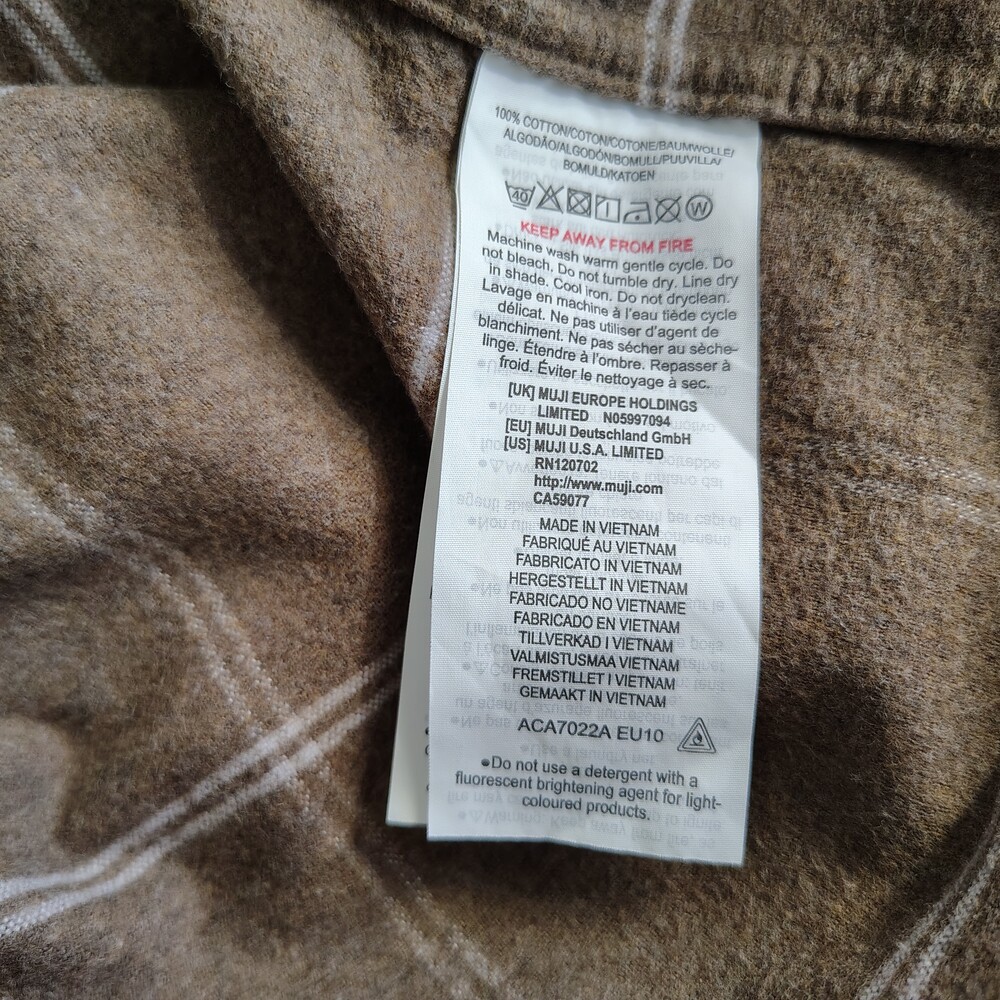 100% COTTON/COTON/COTONE/BAUMWOLLE/
ALGODÃO/ALGODÓN/BOMULL/PUUVILLA/
BOMULD/KATOEN
40 W
KEEP AWAY FROM FIRE
Machine wash warm gentle cycle. Do
not bleach. Do not tumble dry. Line dry
in shade. Cool iron. Do not dryclean.
Lavage en machine à l'eau tiède cycle
délicat. Ne pas utiliser d'agent de
blanchiment. Ne pas sécher au sèche-
linge. Étendre à l'ombre. Repasser à
froid. Éviter le nettoyage à sec.
[UK] MUJI EUROPE HOLDINGS
LIMITED N05997094
[EU] MUJI Deutschland GmbH
[US] MUJI U.S.A. LIMITED
RN120702
http://www.muji.com
CA59077
MADE IN VIETNAM
FABRIQUÉ AU VIETNAM
FABBRICATO IN VIETNAM
HERGESTELLT IN VIETNAM
FABRICADO NO VIETNAME
FABRICADO EN VIETNAM
TILLVERKAD I VIETNAM
VALMISTUSMAA VIETNAM
FREMSTILLET I VIETNAM
GEMAAKT IN VIETNAM
ACA7022A EU10
●Do not use a detergent with a
fluorescent brightening agent for light-
coloured products.